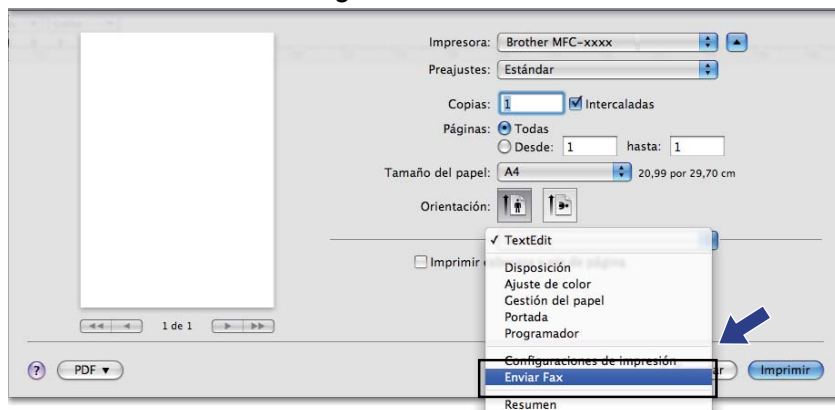 Impresora: Brother MFC-xxxx
Preajustes: Estándar
Copias: 1 Intercaladas
Páginas: Todas
Desde: 1 hasta: 1
Tamaño del papel: A4 20,99 por 29,70 cm
Orientación:
✓ TextEdit
Imprimir
Disposición
Ajuste de color
Gestión del papel
Portada
Programador
1 de 1
Configuraciones de impresión
? PDF ▼ Enviar Fax Imprimir
Resumen